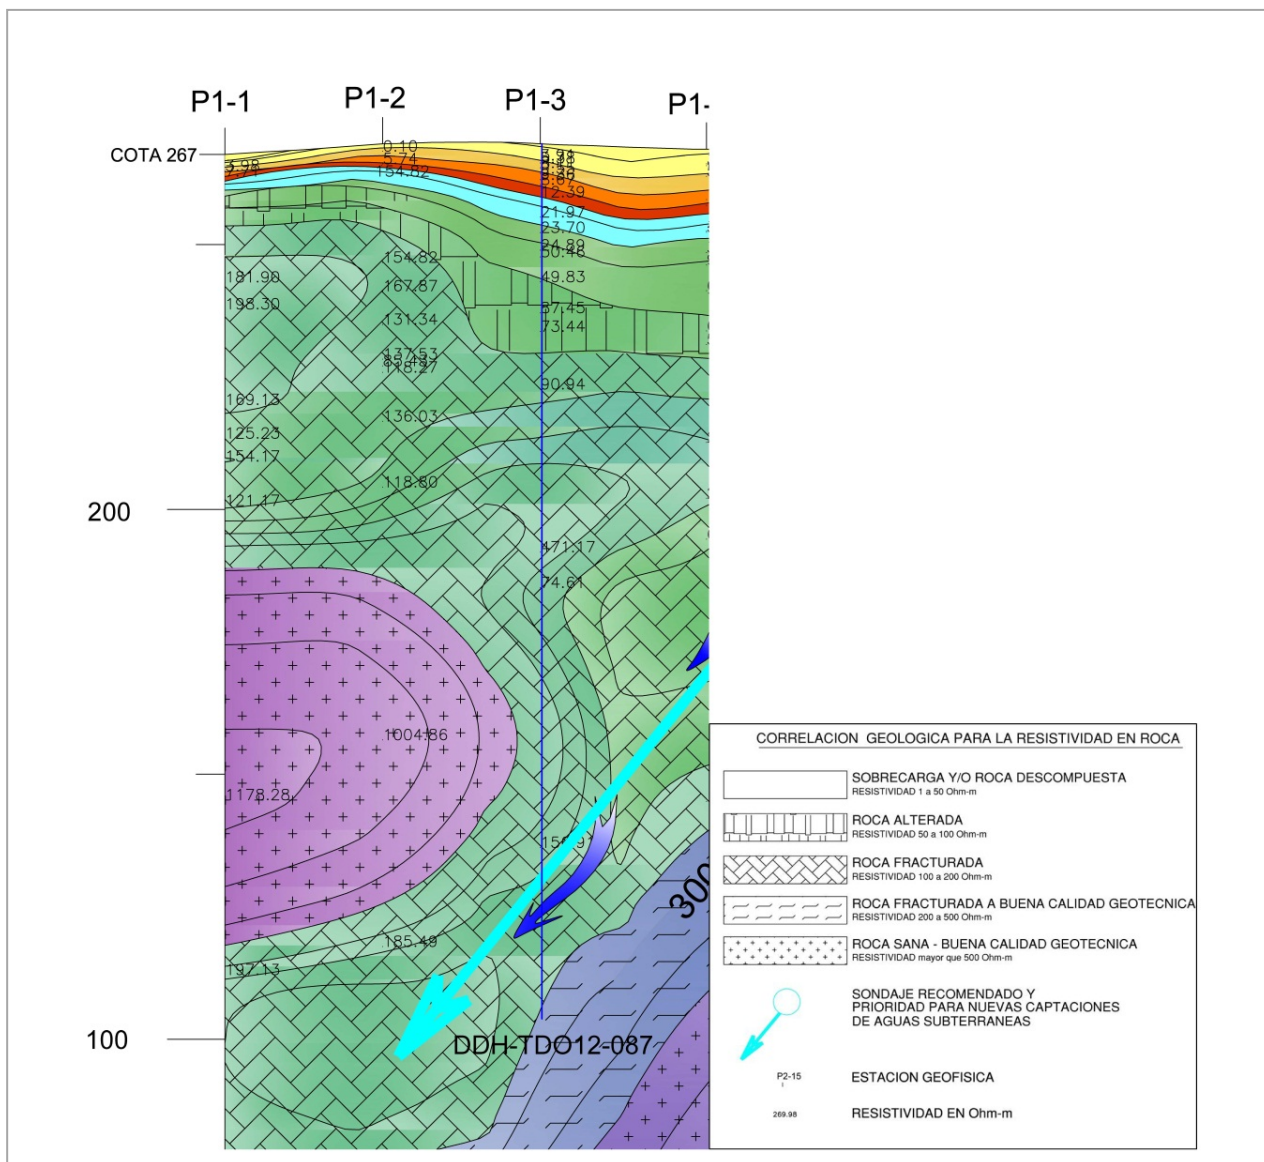 P1-1
P1-2
P1-3
P1-
COTA 267
0.10
5.74
154.82
3.98
12.39
21.97
23.70
24.89
50.46
49.83
87.45
73.44
90.94
181.90
198.30
154.82
167.87
131.34
137.53
85.48
118.27
169.13
136.03
125.23
154.17
118.80
121.17
200
471.17
74.61
1004.86
1178.28
185.49
197.13
300
100
DDH-TDO12-087
CORRELACION GEOLOGICA PARA LA RESISTIVIDAD EN ROCA
SOBRECARGA Y/O ROCA DESCOMPUESTA
RESISTIVIDAD 1 a 50 Ohm-m
ROCA ALTERADA
RESISTIVIDAD 50 a 100 Ohm-m
ROCA FRACTURADA
RESISTIVIDAD 100 a 200 Ohm-m
ROCA FRACTURADA A BUENA CALIDAD GEOTECNICA
RESISTIVIDAD 200 a 500 Ohm-m
ROCA SANA - BUENA CALIDAD GEOTECNICA
RESISTIVIDAD mayor que 500 Ohm-m
SONDAJE RECOMENDADO Y
PRIORIDAD PARA NUEVAS CAPTACIONES
DE AGUAS SUBTERRANEAS
P2-15
ESTACION GEOFISICA
269.98
RESISTIVIDAD EN Ohm-m